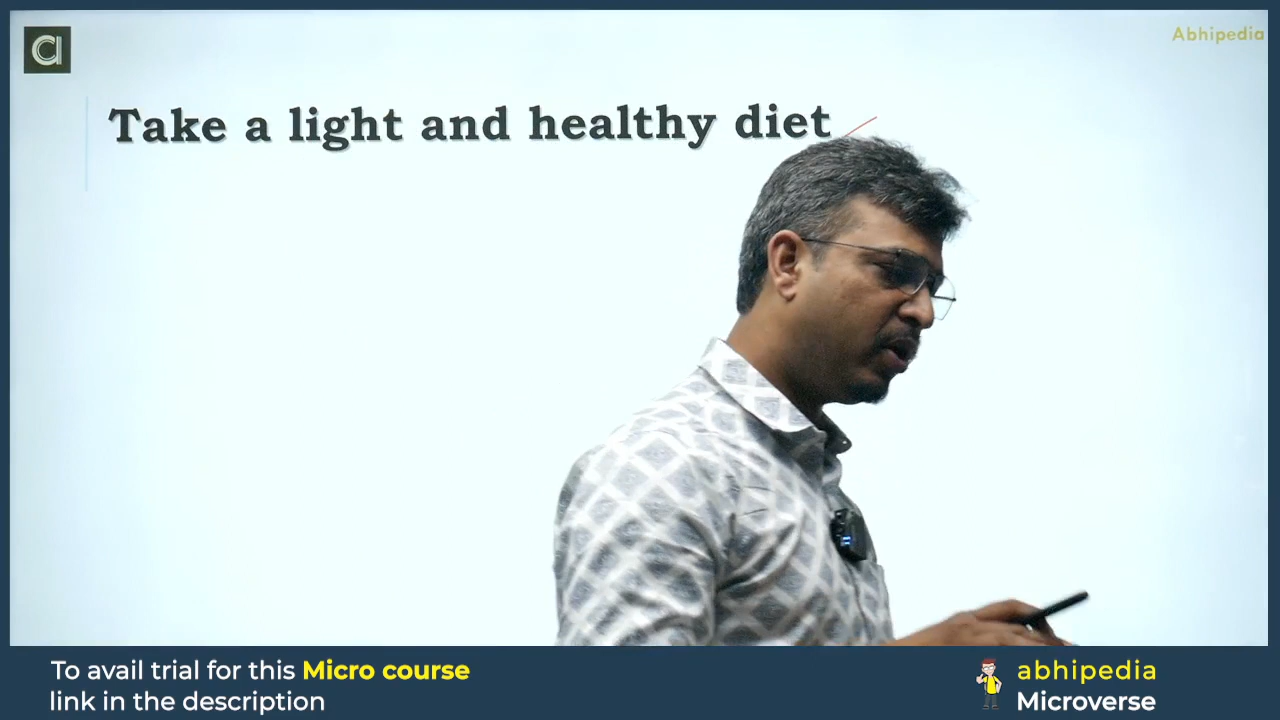 Abhipedia
Take a light and healthy diet
To avail trial for this Micro course
link in the description
abhipedia
Microverse